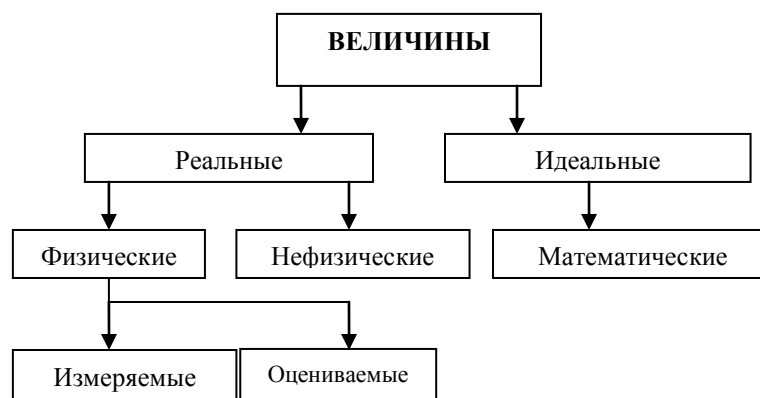 ВЕЛИЧИНЫ
Реальные
Идеальные
Физические
Нефизические
Математические
Измеряемые
Оцениваемые